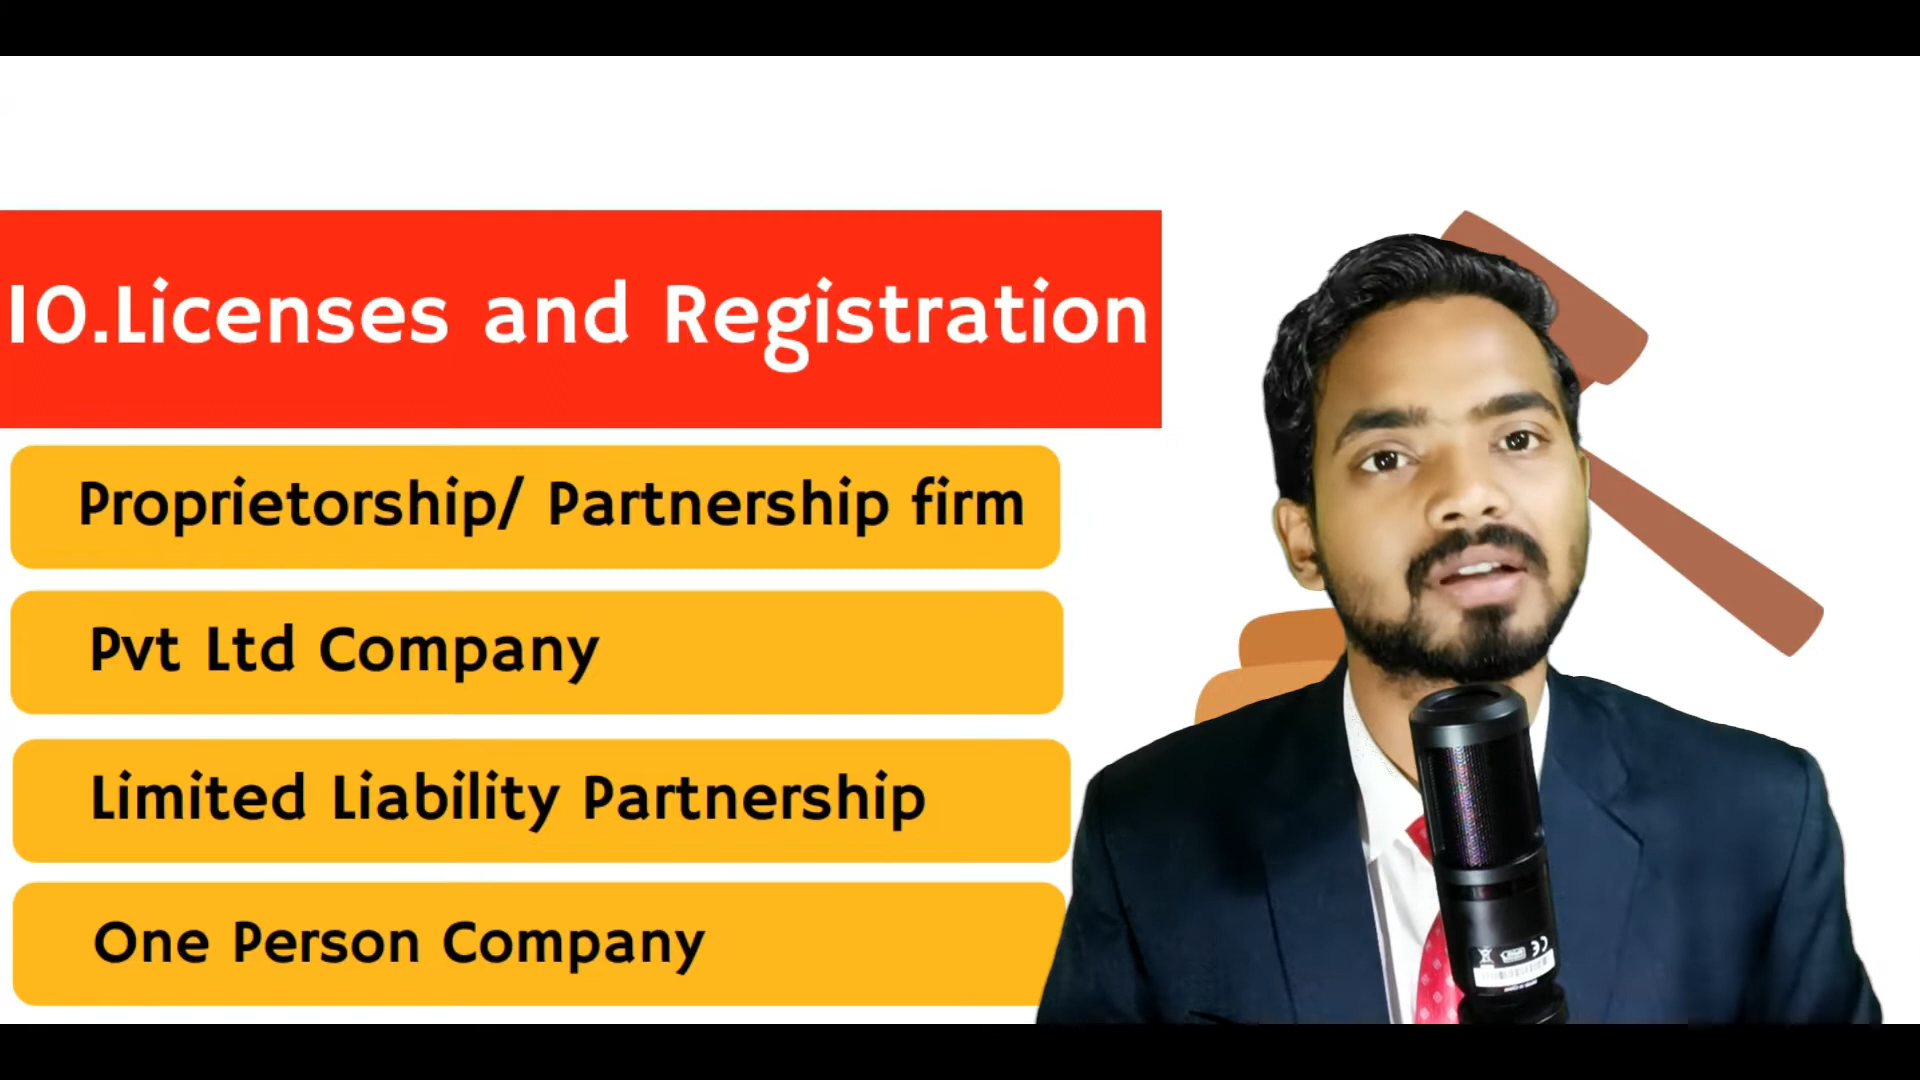 10.Licenses and Registration
Proprietorship/ Partnership firm
Pvt Ltd Company
Limited Liability Partnership
One Person Company